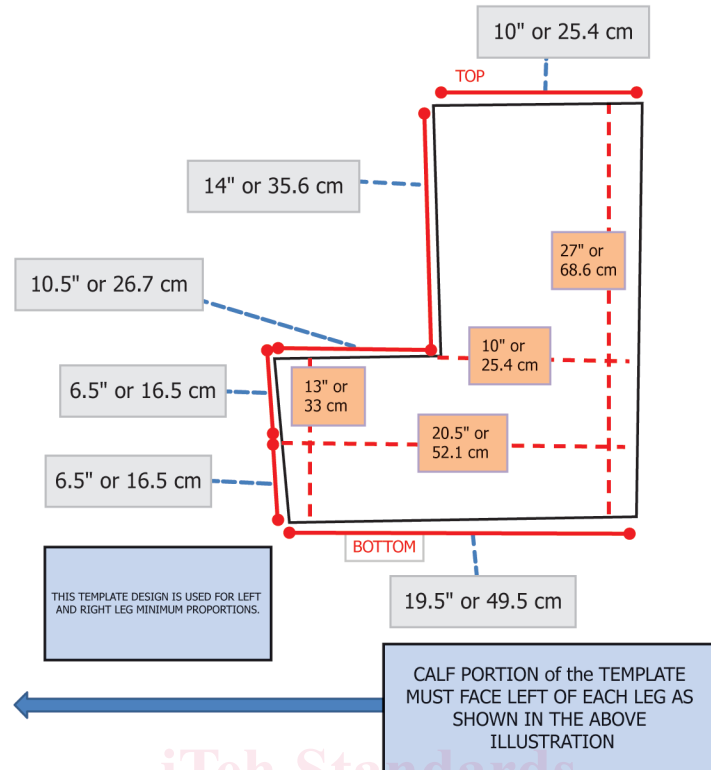 10" or 25.4 cm
TOP
14" or 35.6 cm
27" or
68.6 cm
10.5" or 26.7 cm
10" or
25.4 cm
6.5" or 16.5 cm
13" or
33 cm
20.5" or
52.1 cm
6.5" or 16.5 cm
BOTTOM
19.5" or 49.5 cm
THIS TEMPLATE DESIGN IS USED FOR LEFT
AND RIGHT LEG MINIMUM PROPORTIONS.
CALF PORTION of the TEMPLATE
MUST FACE LEFT OF EACH LEG AS
SHOWN IN THE ABOVE
ILLUSTRATION
iTeh Standards